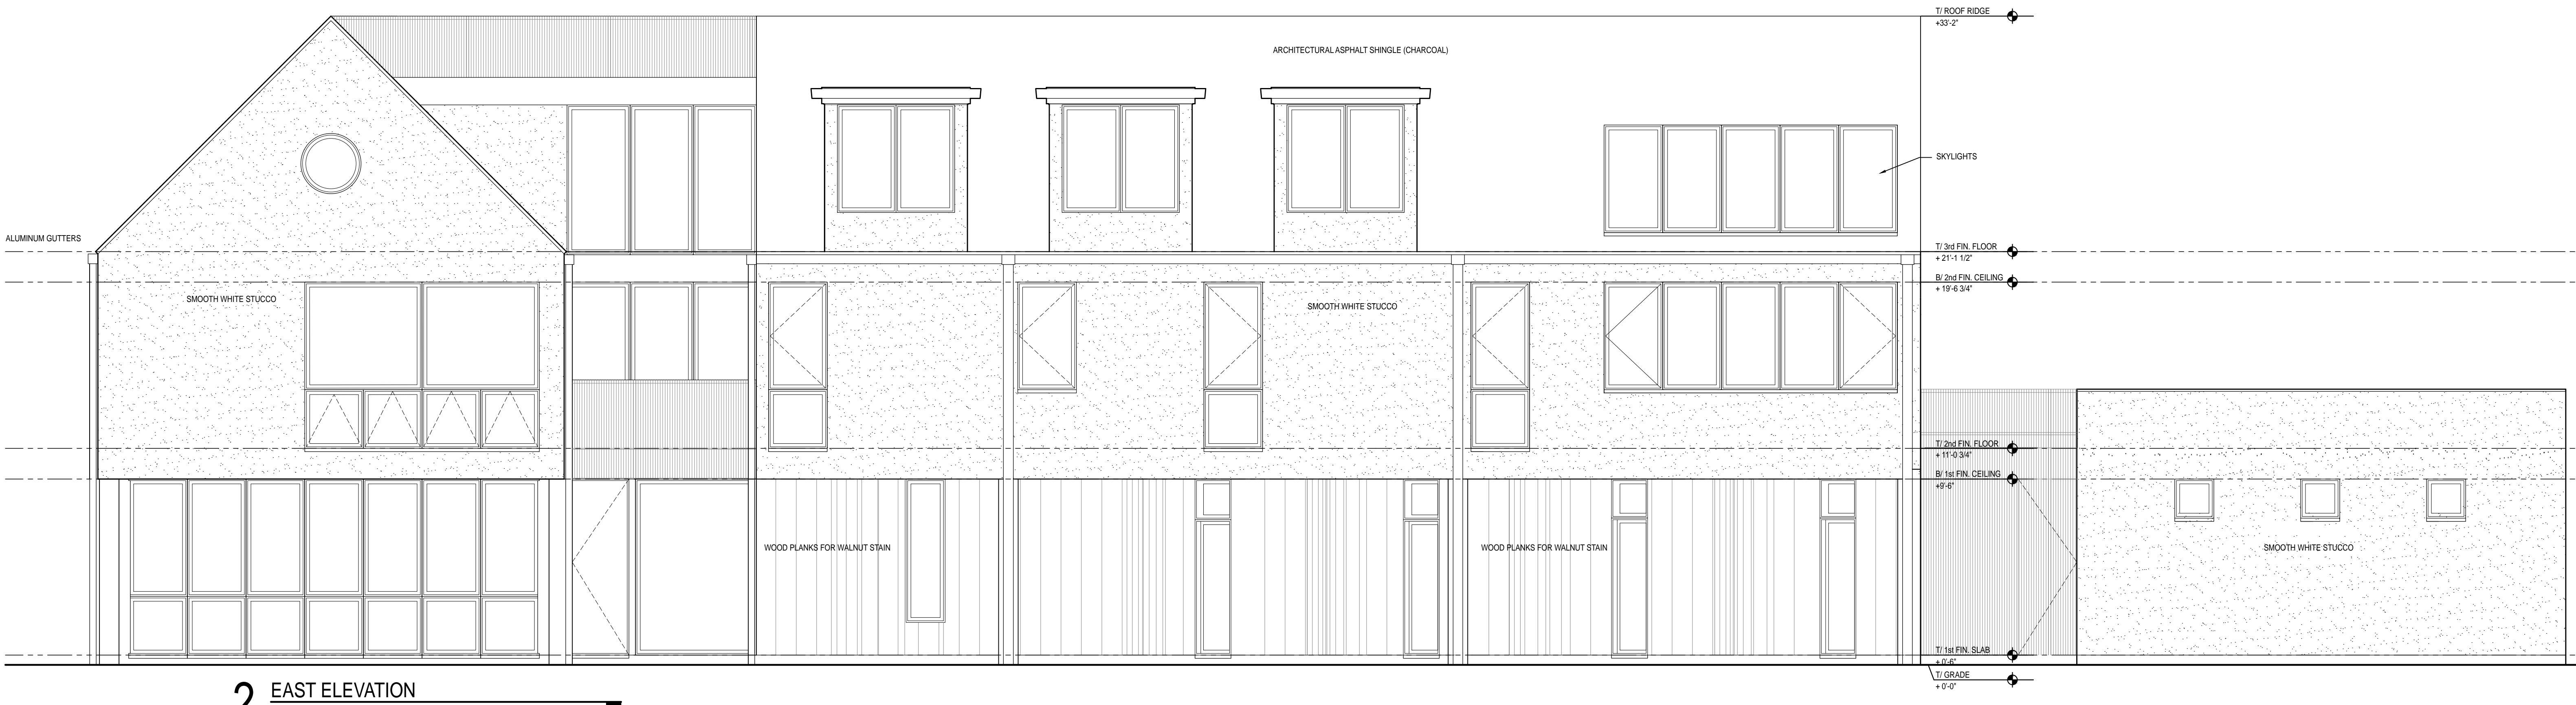 T/ ROOF RIDGE
+33'-2"
ARCHITECTURAL ASPHALT SHINGLE (CHARCOAL)
SKYLIGHTS
ALUMINUM GUTTERS
T/ 3rd FIN. FLOOR
+ 21'-1 1/2"
B/ 2nd FIN. CEILING
+ 19'-6 3/4"
SMOOTH WHITE STUCCO
SMOOTH WHITE STUCCO
T/ 2nd FIN. FLOOR
+ 11'-0 3/4"
B/ 1st FIN. CEILING
+9'-6"
WOOD PLANKS FOR WALNUT STAIN
WOOD PLANKS FOR WALNUT STAIN
SMOOTH WHITE STUCCO
T/ 1st FIN. SLAB
+ 0'-6"
T/ GRADE
+ 0'-0"
2 EAST ELEVATION